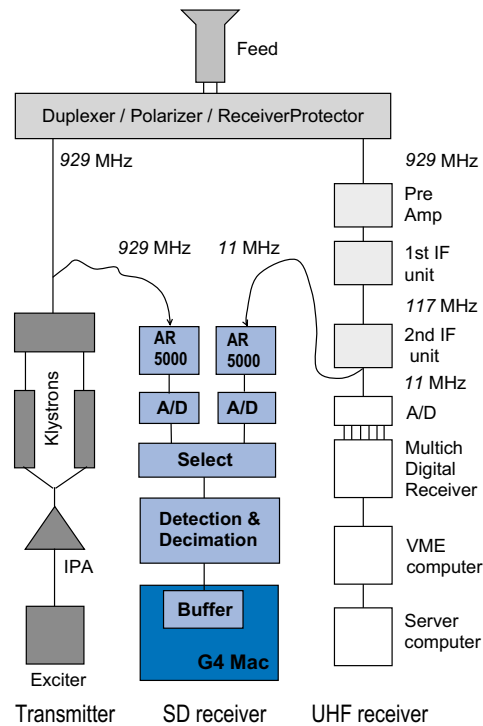 Feed
Duplexer / Polarizer / ReceiverProtector
929 MHz
929 MHz
Pre
Amp
929 MHz
11 MHz
1st IF
unit
117 MHz
AR
5000
AR
5000
2nd IF
unit
11 MHz
Klystrons
A/D
A/D
A/D
Select
Multich
Digital
Receiver
Detection &
Decimation
VME
computer
IPA
Buffer
G4 Mac
Server
computer
Exciter
Transmitter
SD receiver
UHF receiver